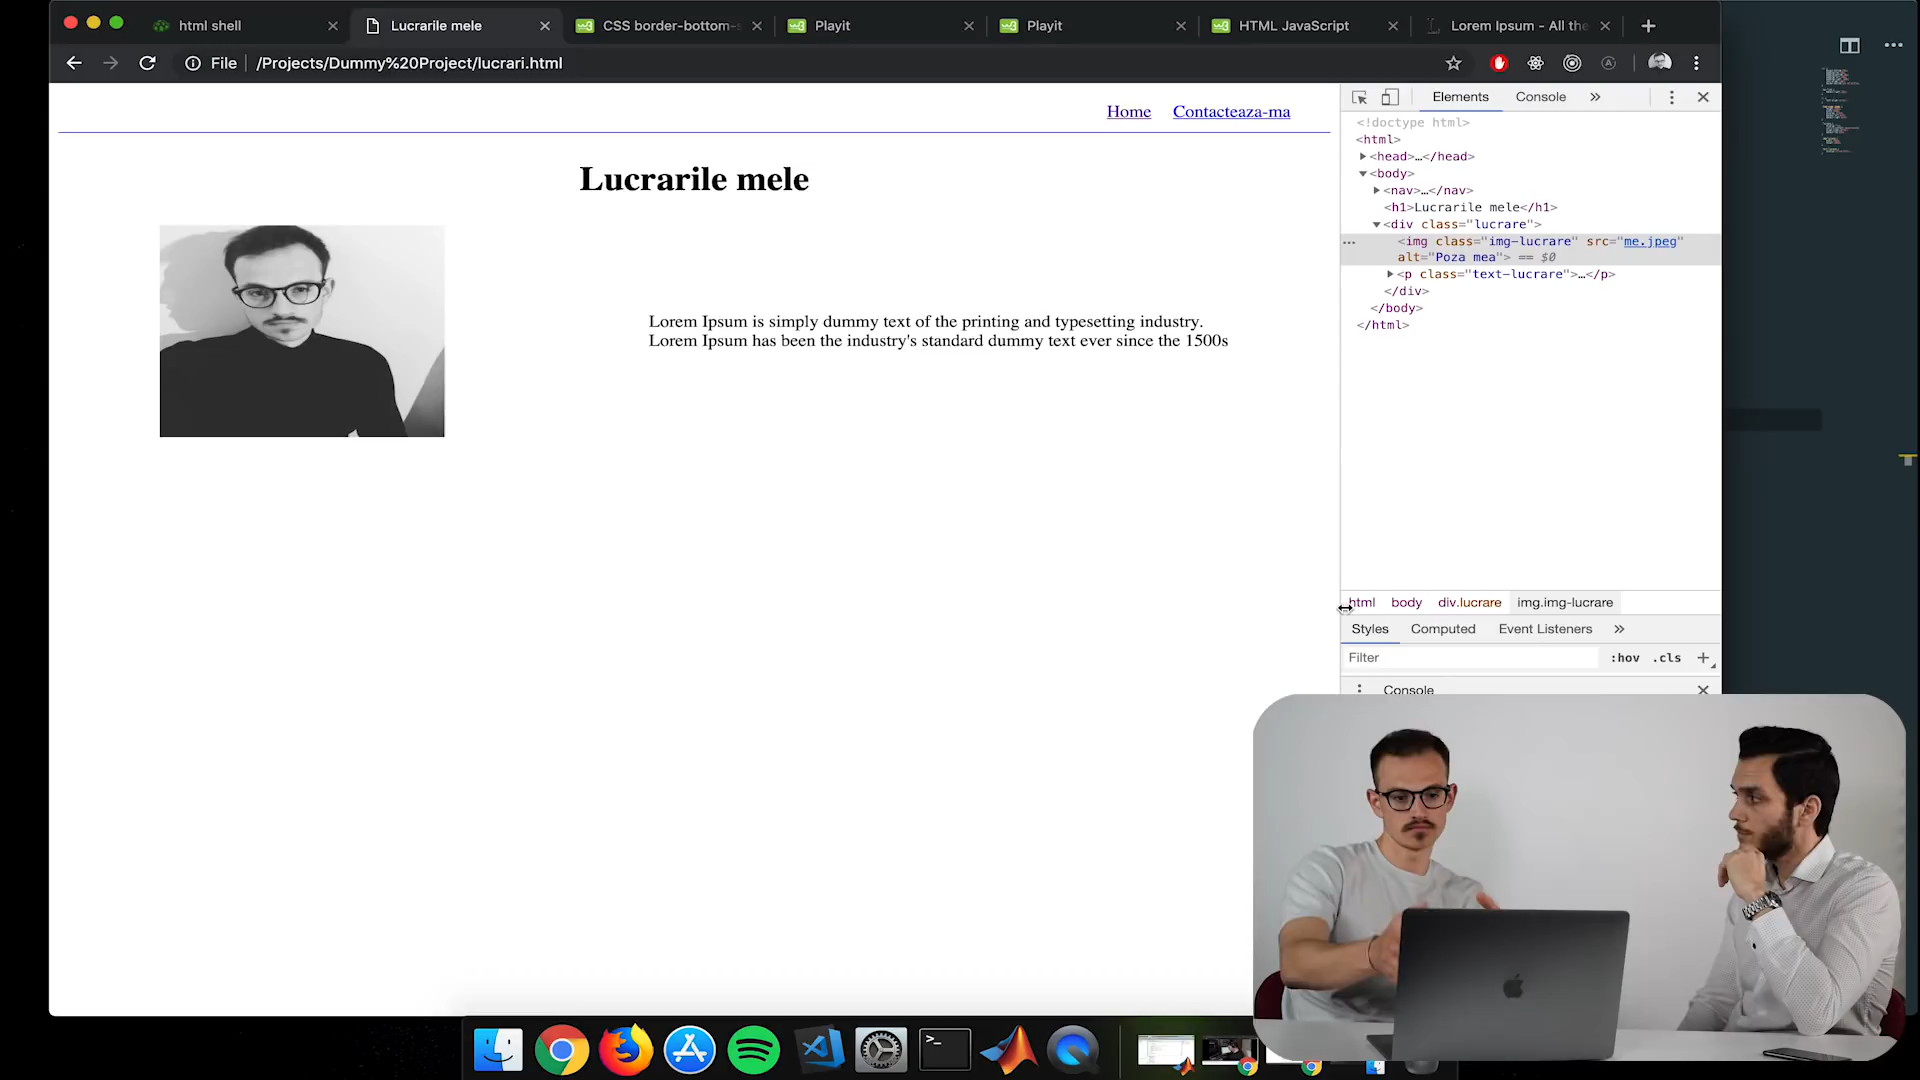 html shell
Lucrarile mele
CSS border-bottom-s
Playit
Playit
HTML JavaScript
Lorem Ipsum - All the
File
/Projects/Dummy%20Project/lucrari.html
Home
Contacteaza-ma
Lucrarile mele
Lorem Ipsum is simply dummy text of the printing and typesetting industry.
Lorem Ipsum has been the industry's standard dummy text ever since the 1500s
Elements
Console
<!doctype html>
<html>
<head>…</head>
<body>
<nav>…</nav>
<h1>Lucrarile mele</h1>
<div class="lucrare">
<img class="img-lucrare" src="me.jpeg"
alt="Poza mea"> == $0
<p class="text-lucrare">…</p>
</div>
</body>
</html>
html
body
div.lucrare
img.img-lucrare
Styles
Computed
Event Listeners
Filter
:hov
.cls
Console